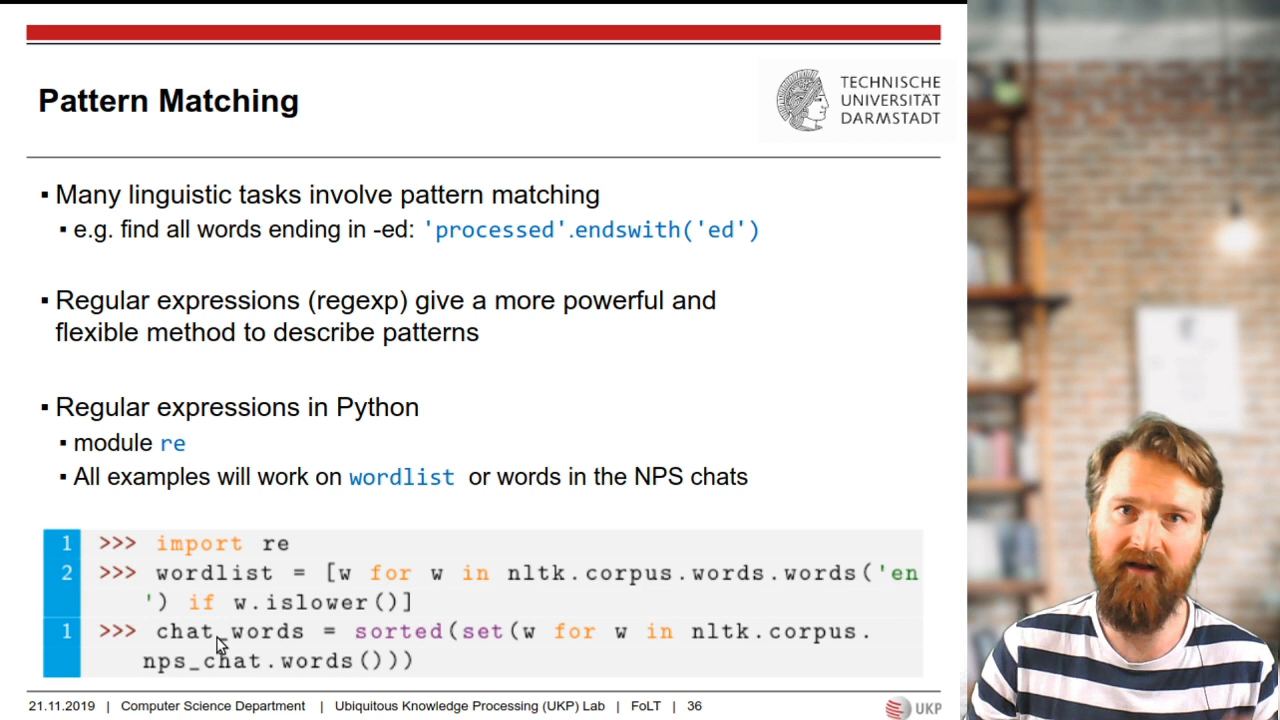 Pattern Matching
TECHNISCHE
UNIVERSITÄT
DARMSTADT
▪ Many linguistic tasks involve pattern matching
▪ e.g. find all words ending in -ed: 'processed'.endswith('ed')
▪ Regular expressions (regexp) give a more powerful and
flexible method to describe patterns
▪ Regular expressions in Python
▪ module re
▪ All examples will work on wordlist or words in the NPS chats
1 >>> import re
2 >>> wordlist = [w for w in nltk.corpus.words.words('en
') if w.islower()]
1 >>> chat_words = sorted(set(w for w in nltk.corpus.
nps_chat.words()))
21.11.2019 | Computer Science Department | Ubiquitous Knowledge Processing (UKP) Lab | FoLT | 36
UKP